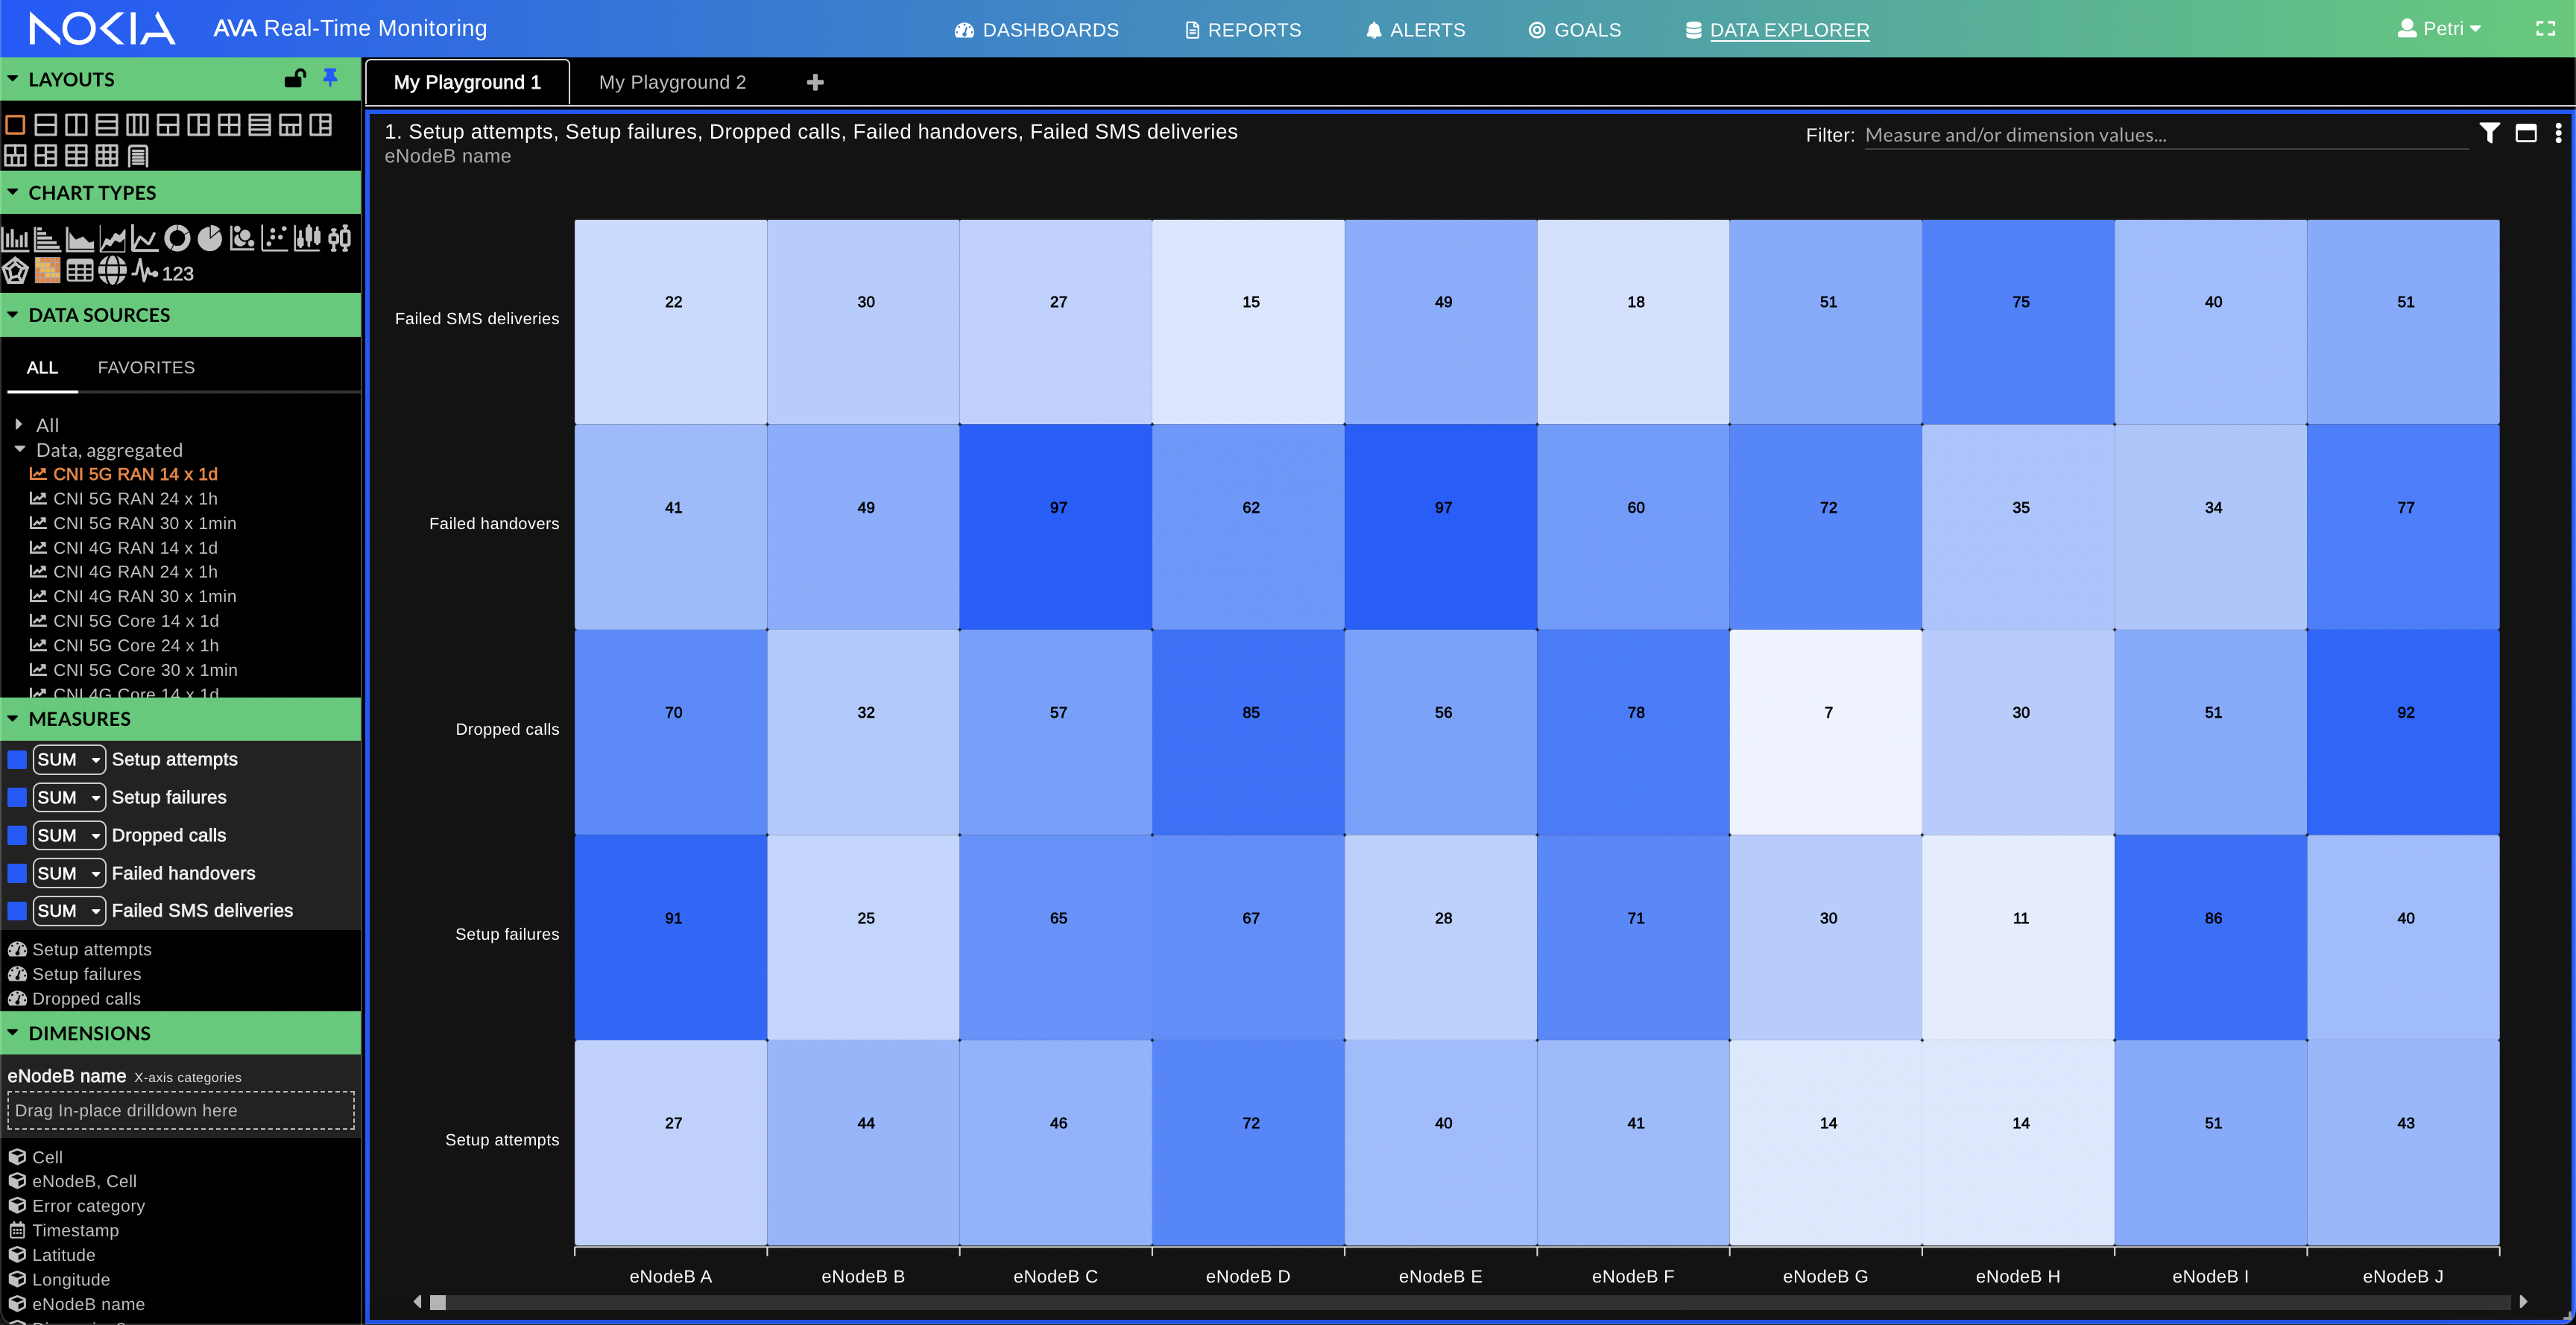 NOKIA AVA Real-Time Monitoring DASHBOARDS REPORTS ALERTS GOALS DATA EXPLORER Petri
LAYOUTS
CHART TYPES
123
DATA SOURCES
ALL FAVORITES
All
Data, aggregated
CNI 5G RAN 14 x 1d
CNI 5G RAN 24 x 1h
CNI 5G RAN 30 x 1min
CNI 4G RAN 14 x 1d
CNI 4G RAN 24 x 1h
CNI 4G RAN 30 x 1min
CNI 5G Core 14 x 1d
CNI 5G Core 24 x 1h
CNI 5G Core 30 x 1min
CNI 4G Core 14 x 1d
MEASURES
SUM Setup attempts
SUM Setup failures
SUM Dropped calls
SUM Failed handovers
SUM Failed SMS deliveries
Setup attempts
Setup failures
Dropped calls
DIMENSIONS
eNodeB name X-axis categories
Drag In-place drilldown here
Cell
eNodeB, Cell
Error category
Timestamp
Latitude
Longitude
eNodeB name
My Playground 1 My Playground 2
1. Setup attempts, Setup failures, Dropped calls, Failed handovers, Failed SMS deliveries
eNodeB name
Filter: Measure and/or dimension values...
Failed SMS deliveries 22 30 27 15 49 18 51 75 40 51
Failed handovers 41 49 97 62 97 60 72 35 34 77
Dropped calls 70 32 57 85 56 78 7 30 51 92
Setup failures 91 25 65 67 28 71 30 11 86 40
Setup attempts 27 44 46 72 40 41 14 14 51 43
eNodeB A eNodeB B eNodeB C eNodeB D eNodeB E eNodeB F eNodeB G eNodeB H eNodeB I eNodeB J